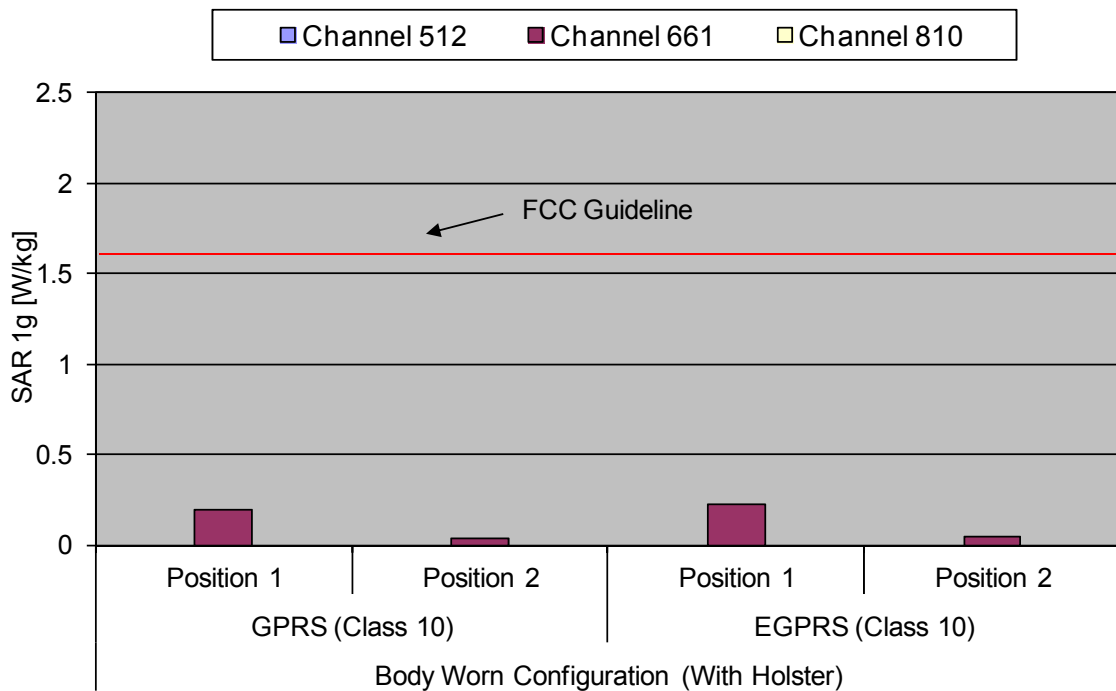 Channel 512 Channel 661 Channel 810
2.5
2
FCC Guideline
1.5
1
0.5
0
SAR 1g [W/kg]
Position 1 Position 2 Position 1 Position 2
GPRS (Class 10) EGPRS (Class 10)
Body Worn Configuration (With Holster)